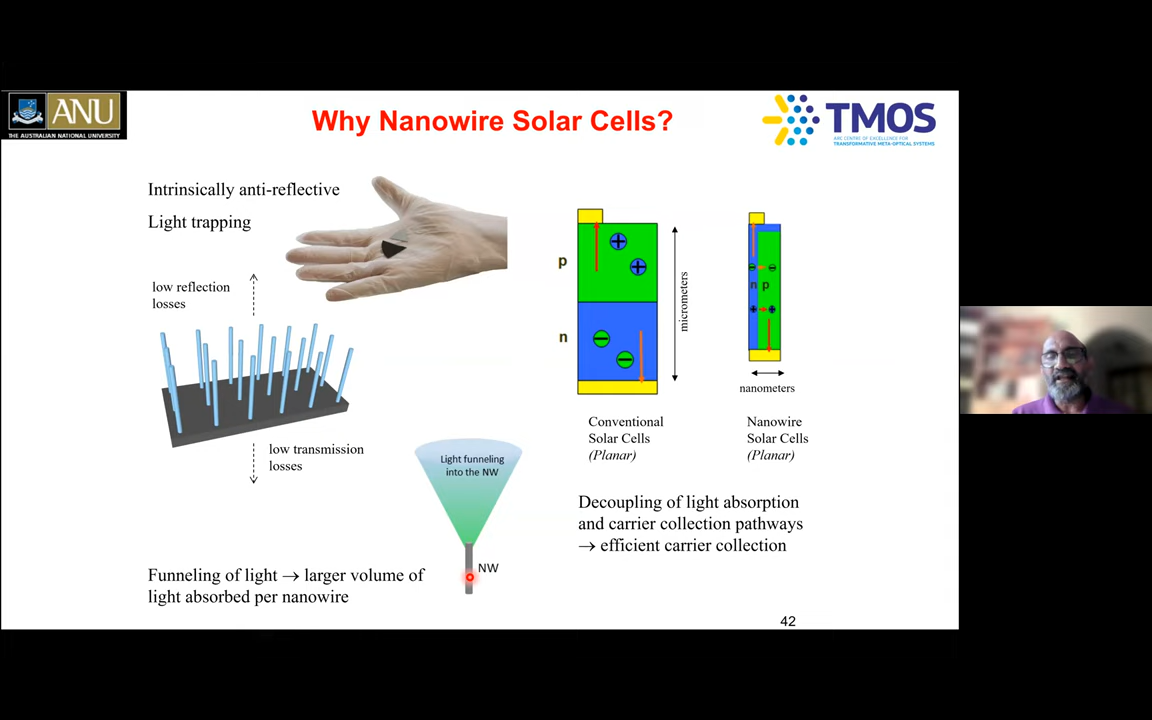 ANU
THE AUSTRALIAN NATIONAL UNIVERSITY
Why Nanowire Solar Cells?
TMOS
ARC CENTRE OF EXCELLENCE FOR
TRANSFORMATIVE META-OPTICAL SYSTEMS
Intrinsically anti-reflective
Light trapping
low reflection
losses
low transmission
losses
Light funneling
into the NW
NW
Funneling of light → larger volume of
light absorbed per nanowire
p
n
micrometers
Conventional
Solar Cells
(Planar)
n p
nanometers
Nanowire
Solar Cells
(Planar)
Decoupling of light absorption
and carrier collection pathways
→ efficient carrier collection
42